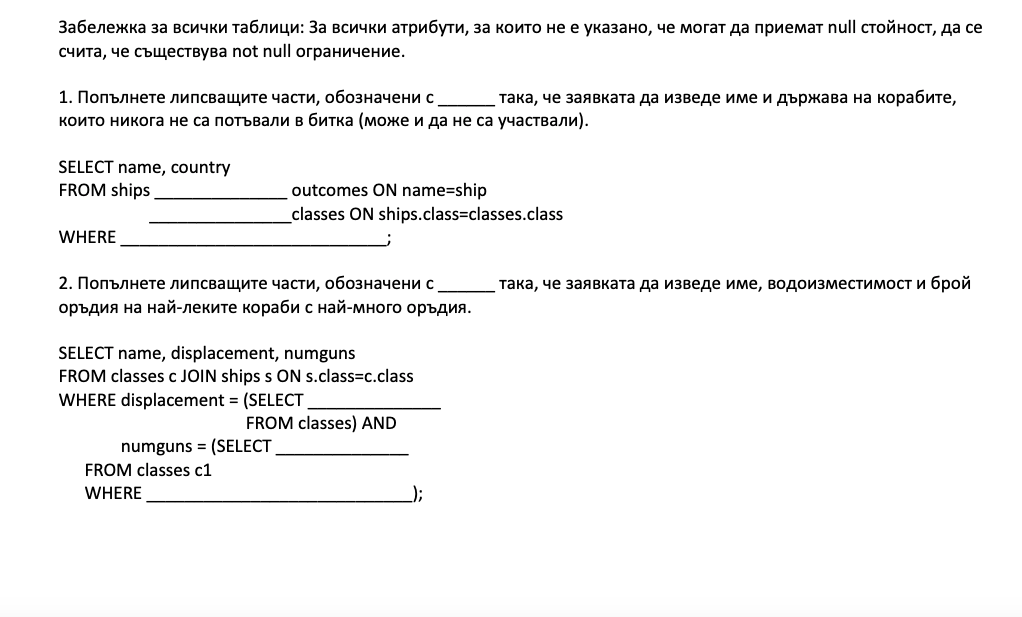 Забележка за всички таблици: За всички атрибути, за които не е указано, че могат да приемат null стойност, да се
счита, че съществува not null ограничение.
1. Попълнете липсващите части, обозначени с ______ така, че заявката да изведе име и държава на корабите,
които никога не са потъвали в битка (може и да не са участвали).
SELECT name, country
FROM ships ______________ outcomes ON name=ship
_______________classes ON ships.class=classes.class
WHERE ____________________________;
2. Попълнете липсващите части, обозначени с ______ така, че заявката да изведе име, водоизместимост и брой
оръдия на най-леките кораби с най-много оръдия.
SELECT name, displacement, numguns
FROM classes c JOIN ships s ON s.class=c.class
WHERE displacement = (SELECT ______________
FROM classes) AND
numguns = (SELECT ______________
FROM classes c1
WHERE ____________________________);